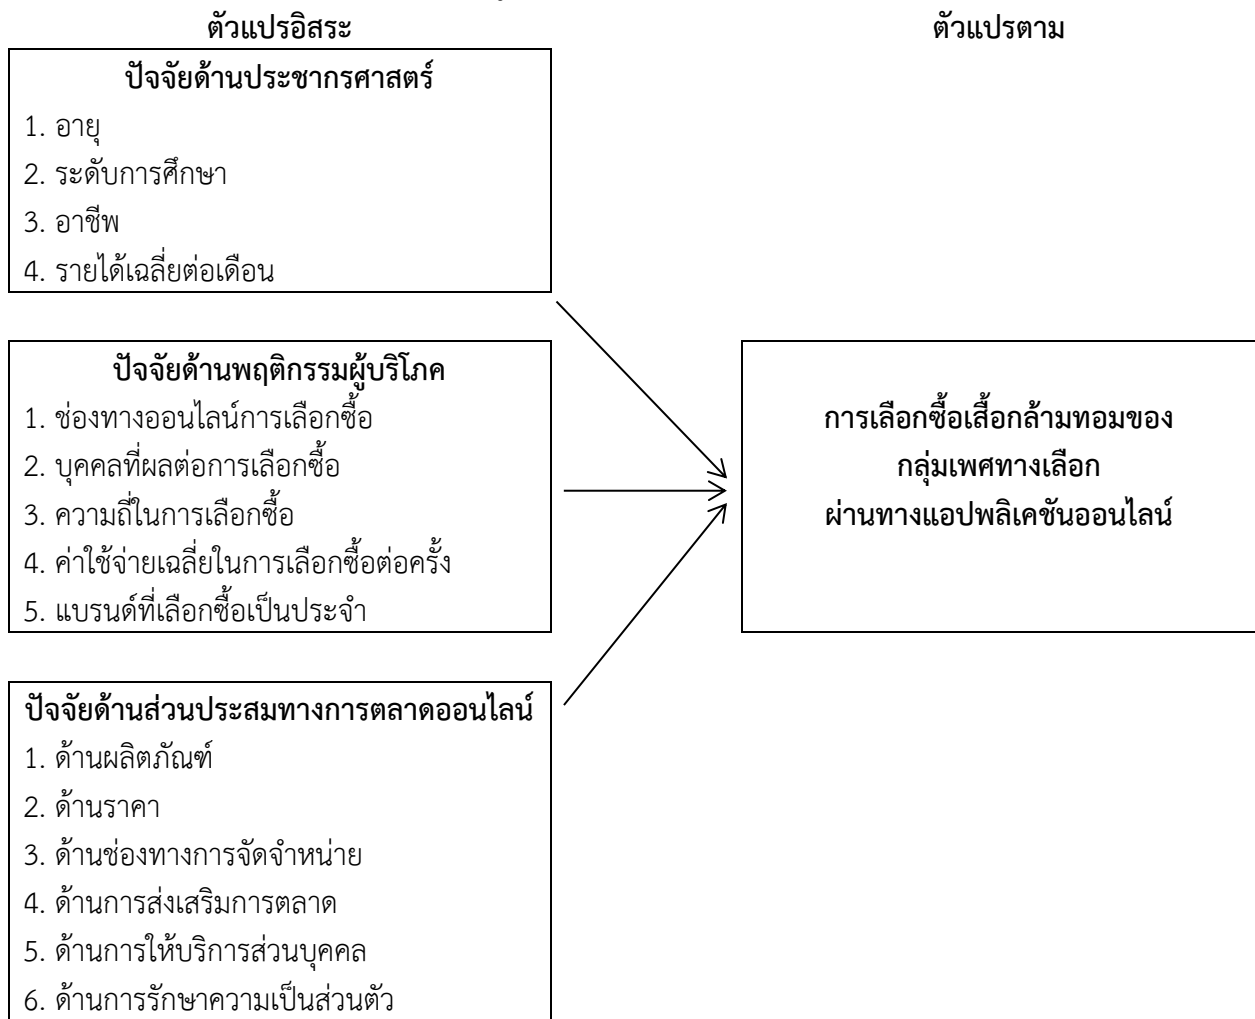 ตัวแปรอิสระ
ตัวแปรตาม
ปัจจัยด้านประชากรศาสตร์
1. อายุ
2. ระดับการศึกษา
3. อาชีพ
4. รายได้เฉลี่ยต่อเดือน
ปัจจัยด้านพฤติกรรมผู้บริโภค
1. ช่องทางออนไลน์การเลือกซื้อ
2. บุคคลที่ผลต่อการเลือกซื้อ
3. ความถี่ในการเลือกซื้อ
4. ค่าใช้จ่ายเฉลี่ยในการเลือกซื้อต่อครั้ง
5. แบรนด์ที่เลือกซื้อเป็นประจำ
การเลือกซื้อเสื้อกล้ามทอมของ
กลุ่มเพศทางเลือก
ผ่านทางแอปพลิเคชันออนไลน์
ปัจจัยด้านส่วนประสมทางการตลาดออนไลน์
1. ด้านผลิตภัณฑ์
2. ด้านราคา
3. ด้านช่องทางการจัดจำหน่าย
4. ด้านการส่งเสริมการตลาด
5. ด้านการให้บริการส่วนบุคคล
6. ด้านการรักษาความเป็นส่วนตัว